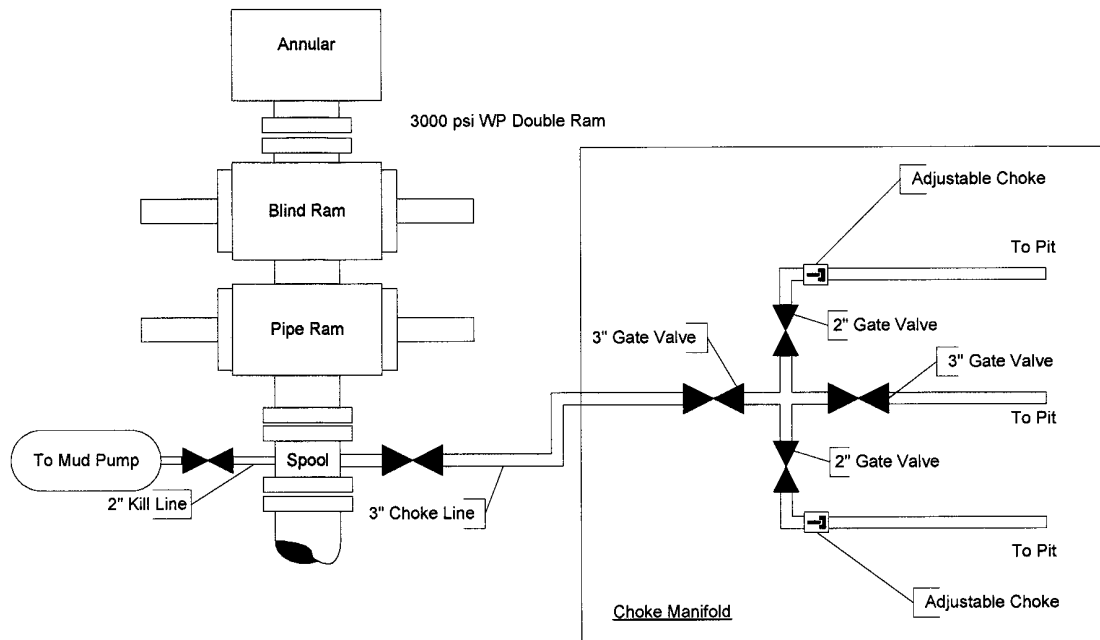 Annular
3000 psi WP Double Ram
Blind Ram
Pipe Ram
To Mud Pump
Spool
2" Kill Line
3" Choke Line
3" Gate Valve
Adjustable Choke
To Pit
2" Gate Valve
3" Gate Valve
To Pit
2" Gate Valve
To Pit
Adjustable Choke
Choke Manifold